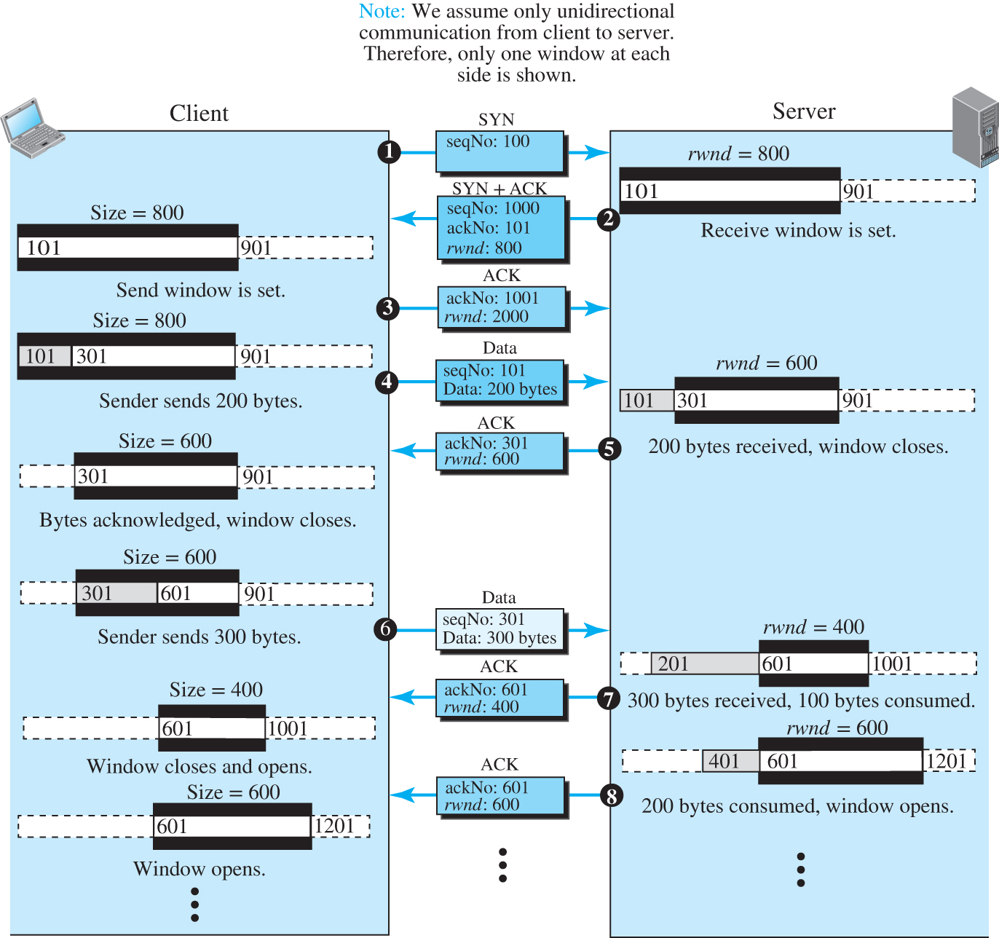 Note: We assume only unidirectional
communication from client to server.
Therefore, only one window at each
side is shown.
Client
Server
SYN
1
seqNo: 100
rwnd = 800
101
901
Receive window is set.
SYN + ACK
seqNo: 1000
ackNo: 101
rwnd: 800
2
Size = 800
101
901
Send window is set.
ACK
3
ackNo: 1001
rwnd: 2000
Size = 800
101
301
901
Sender sends 200 bytes.
Data
4
seqNo: 101
Data: 200 bytes
rwnd = 600
101
301
901
200 bytes received, window closes.
ACK
ackNo: 301
rwnd: 600
5
Size = 600
301
901
Bytes acknowledged, window closes.
Size = 600
301
601
901
Sender sends 300 bytes.
Data
6
seqNo: 301
Data: 300 bytes
rwnd = 400
201
601
1001
300 bytes received, 100 bytes consumed.
ACK
ackNo: 601
rwnd: 400
7
Size = 400
601
1001
Window closes and opens.
rwnd = 600
401
601
1201
200 bytes consumed, window opens.
ACK
ackNo: 601
rwnd: 600
8
Size = 600
601
1201
Window opens.